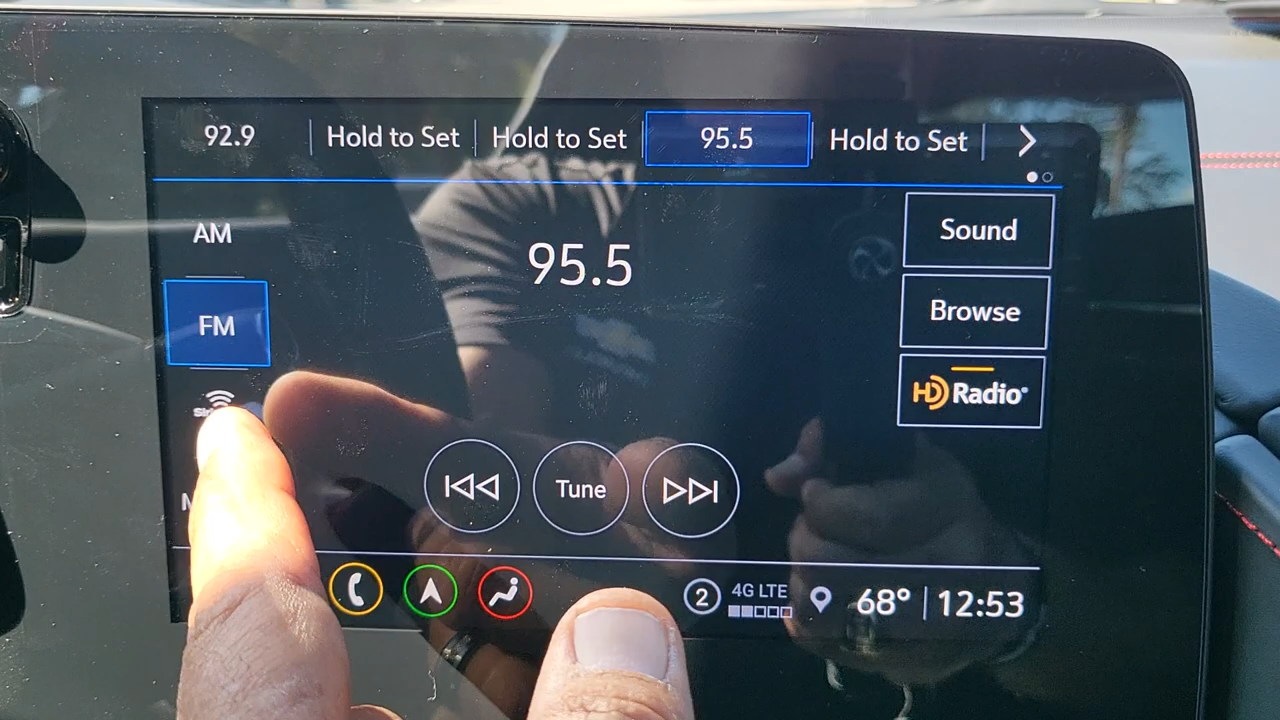 92.9
Hold to Set
Hold to Set
95.5
Hold to Set
AM
FM
95.5
Sound
Browse
HD Radio®
Tune
2
4G LTE
68°
12:53